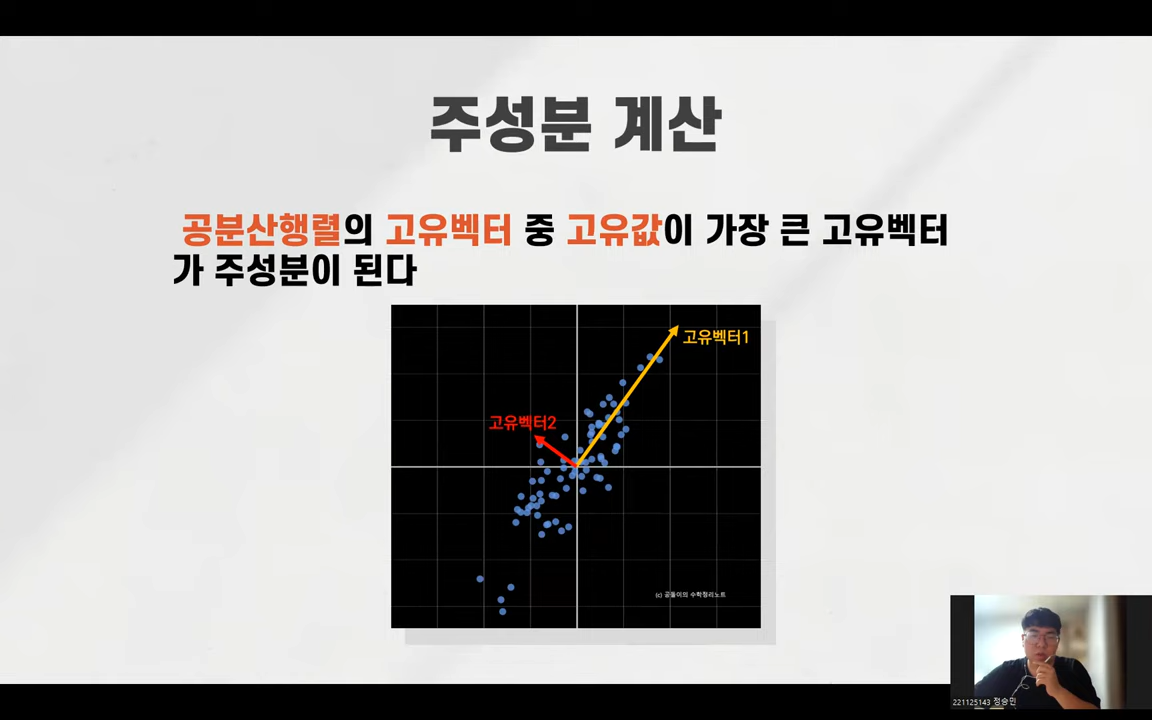 주성분 계산
공분산행렬의 고유벡터 중 고유값이 가장 큰 고유벡터
가 주성분이 된다
고유벡터1
고유벡터2
(c) 공돌이의 수학정리노트
221125143 정승민